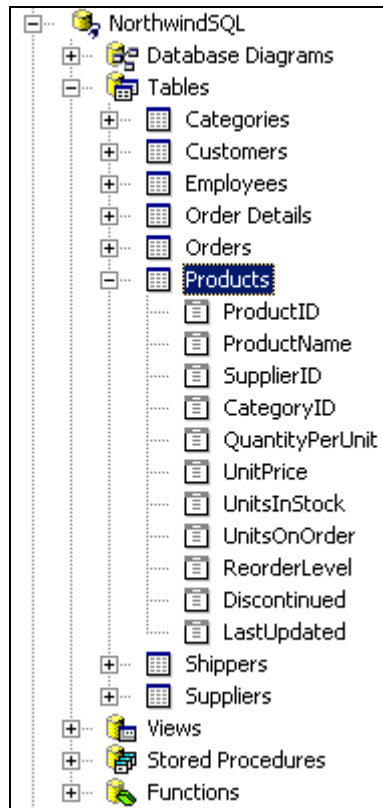 NorthwindSQL
Database Diagrams
Tables
Categories
Customers
Employees
Order Details
Orders
Products
ProductID
ProductName
SupplierID
CategoryID
QuantityPerUnit
UnitPrice
UnitsInStock
UnitsOnOrder
ReorderLevel
Discontinued
LastUpdated
Shippers
Suppliers
Views
Stored Procedures
Functions